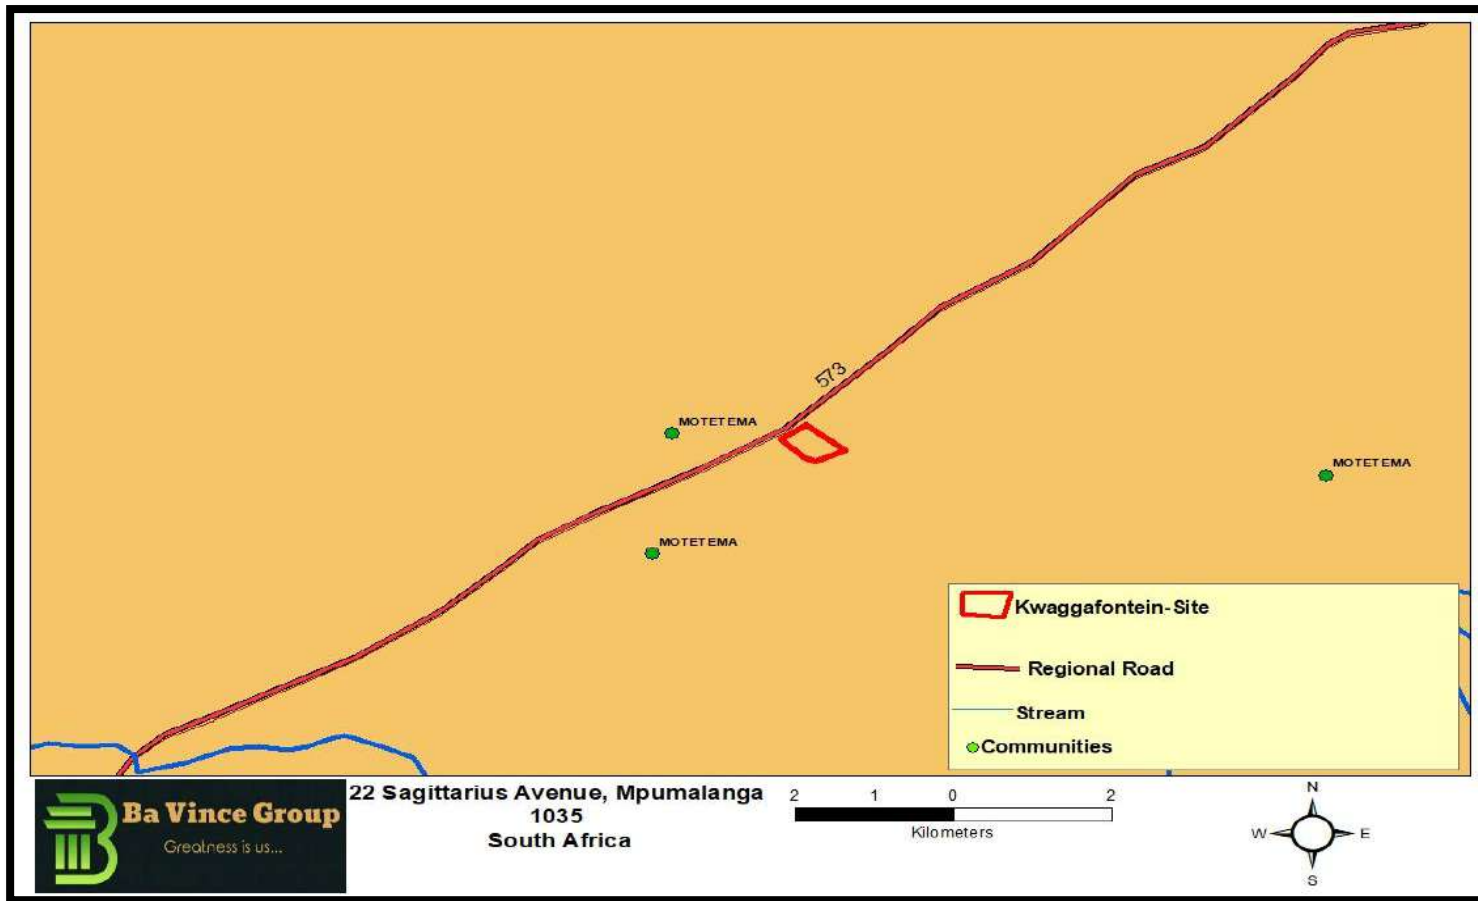 573
MOTETEMA
MOTETEMA
MOTETEMA
Kwaggafontein-Site
Regional Road
Stream
Communities
Ba Vince Group
Greatness is us...
22 Sagittarius Avenue, Mpumalanga
1035
South Africa
2 1 0 2
Kilometers
N
W E
S